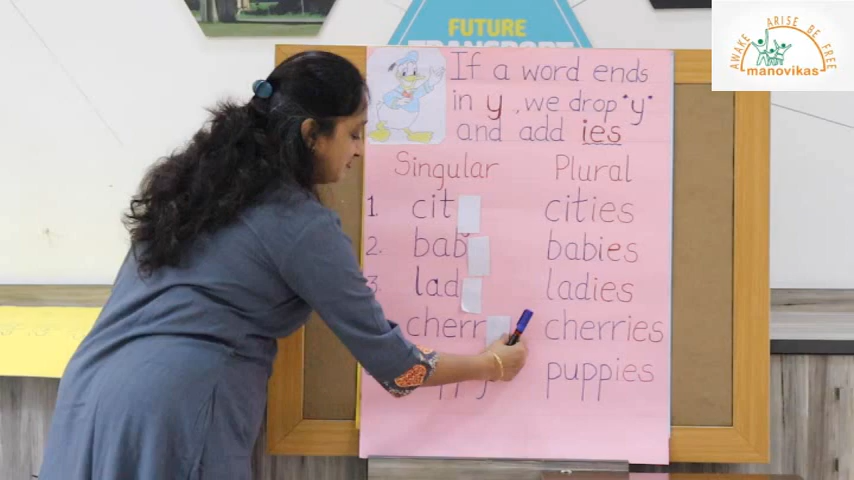 FUTURE
TRANSPORT
AWAKE ARISE BE FREE
manovikas
If a word ends
in y , we drop "y"
and add ies
Singular Plural
1. cit cities
2. bab babies
3. lad ladies
cherr cherries
puppies